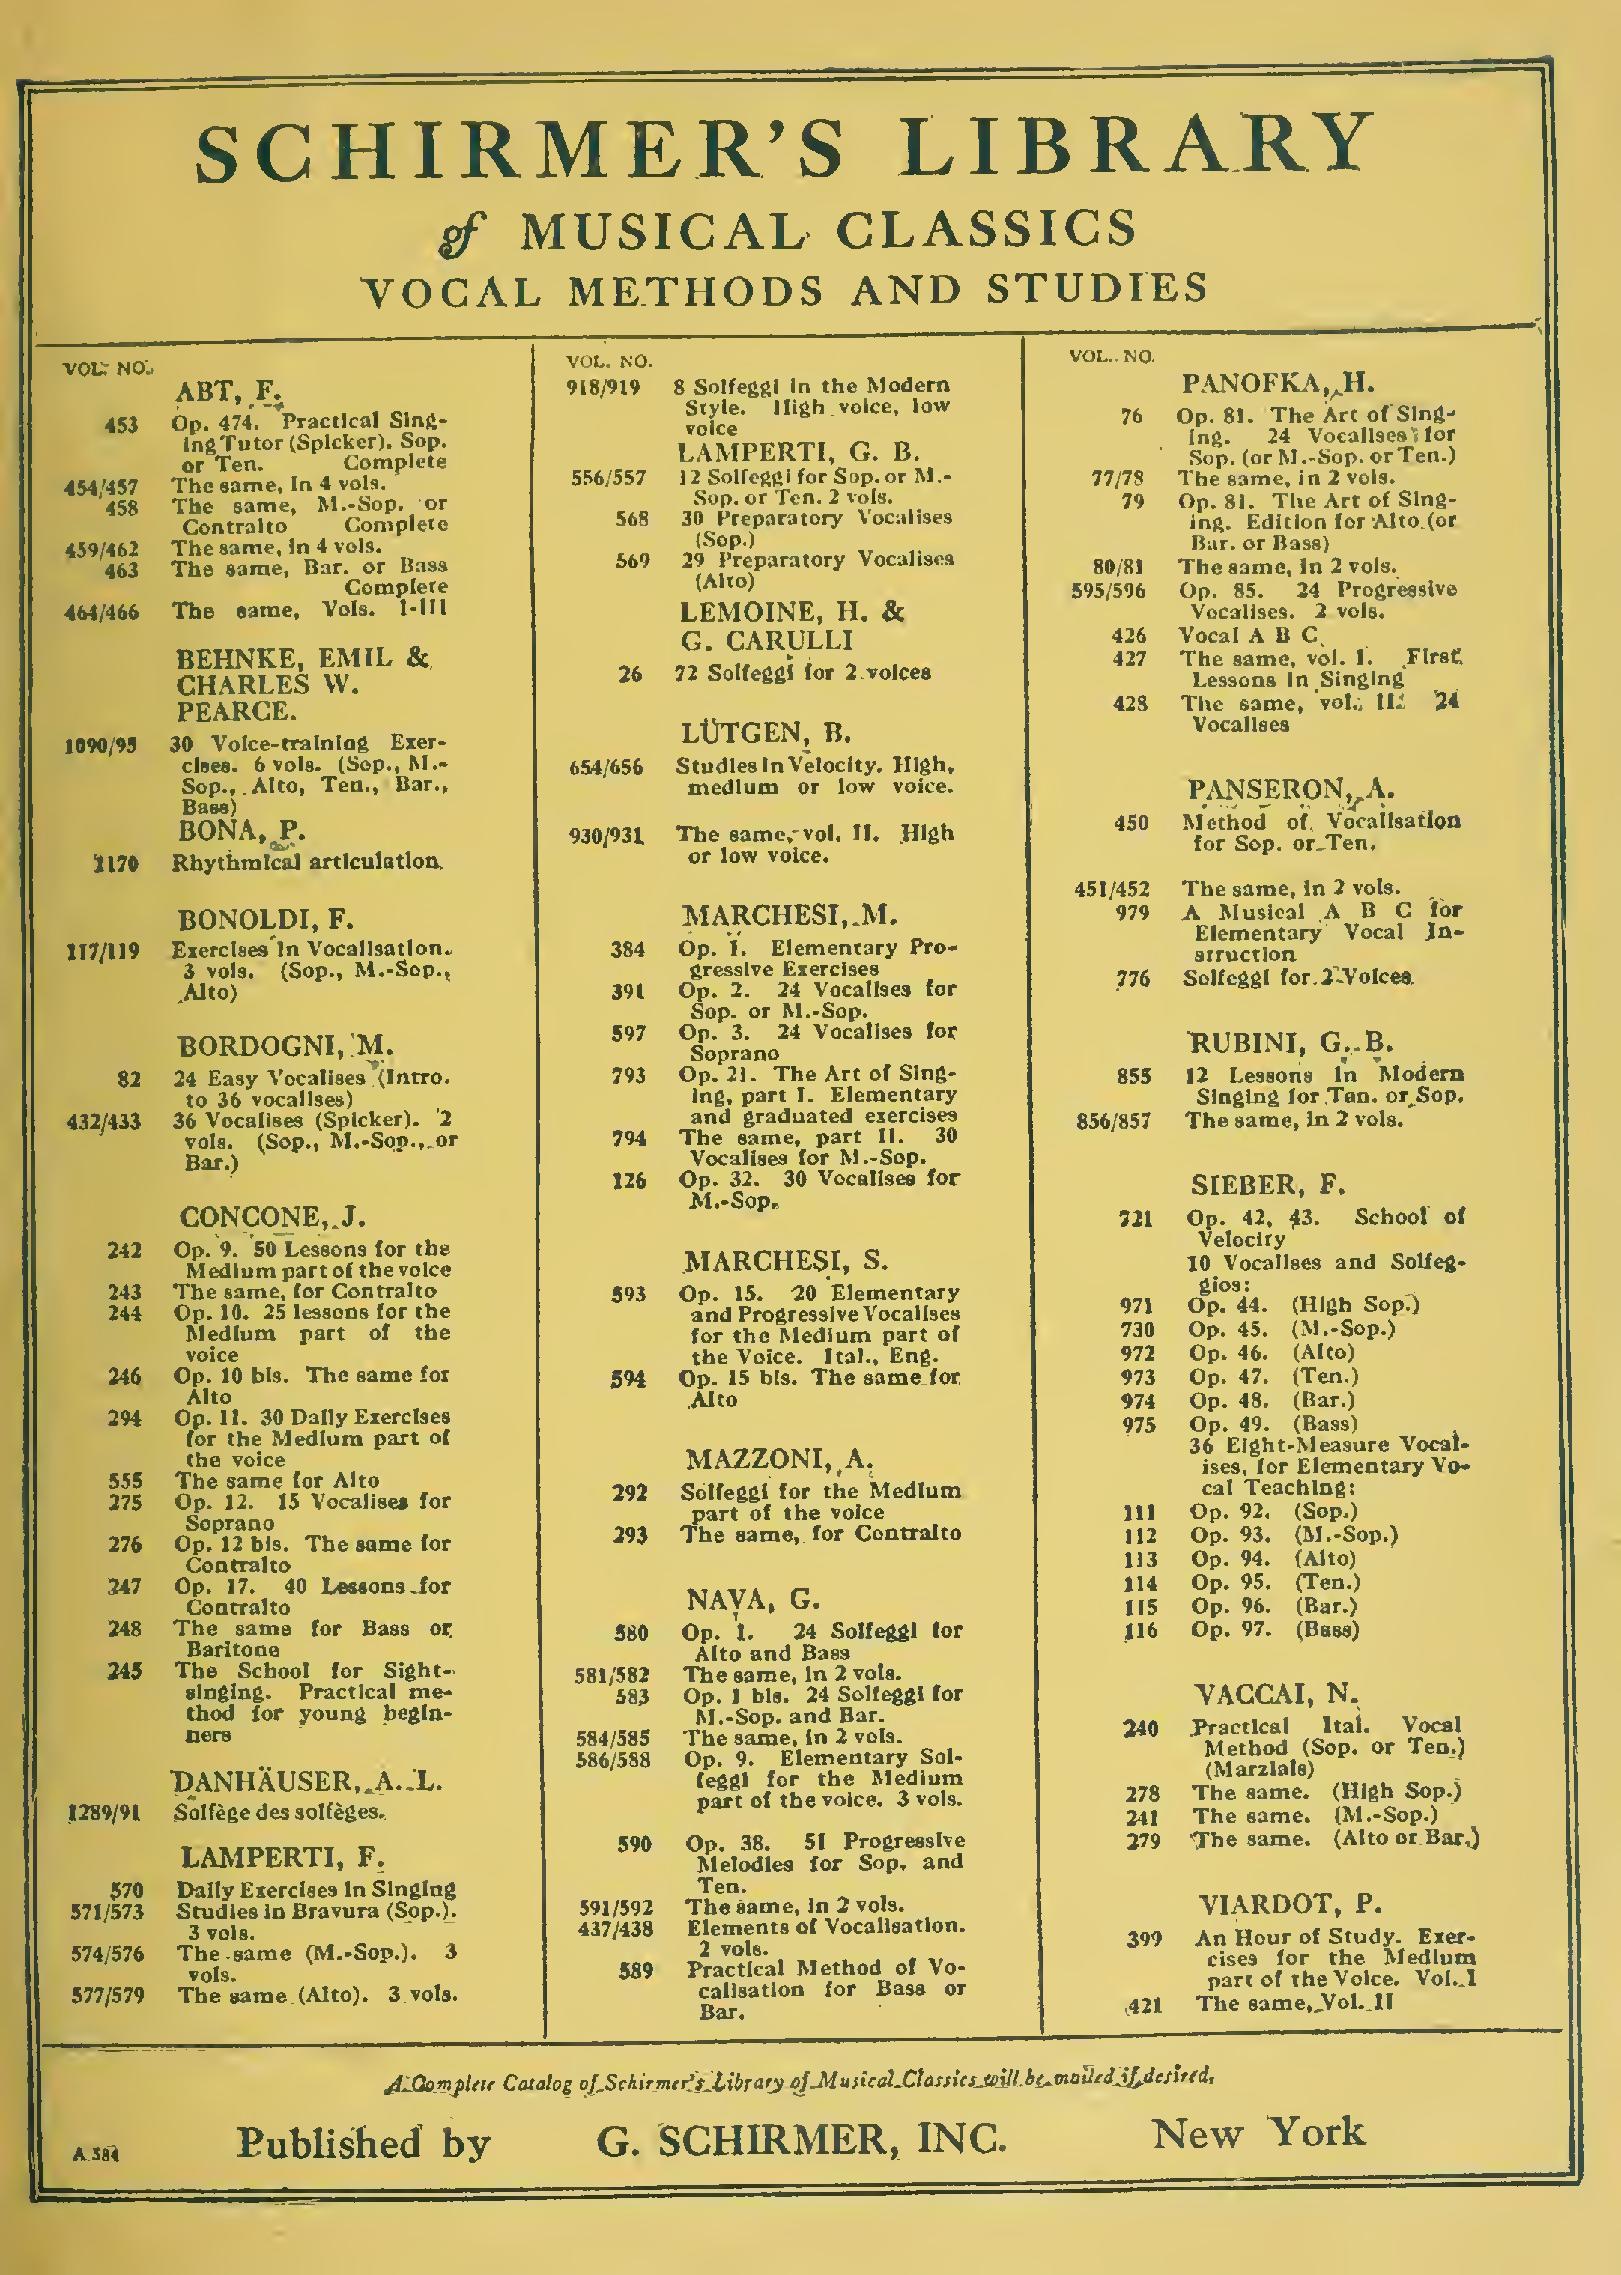 SCHIRMER'S LIBRARY
of MUSICAL CLASSICS
VOCAL METHODS AND STUDIES
VOL. NO.
ABT, F.
453 Op. 474. Practical Sing-
ing Tutor (Spicker). Sop.
or Ten. Complete
454/457 The same, in 4 vols.
458 The same, M.-Sop. or
Contralto Complete
459/462 The same, in 4 vols.
463 The same, Bar. or Bass
Complete
464/466 The same, Vols. I-III
BEHNKE, EMIL &
CHARLES W.
PEARCE.
1090/95 30 Voice-training Exer-
cises. 6 vols. (Sop., M.-
Sop., Alto, Ten., Bar.,
Bass)
BONA, P.
1170 Rhythmical articulation.
BONOLDI, F.
117/119 Exercises in Vocalisation.
3 vols. (Sop., M.-Sop.,
Alto)
BORDOGNI, M.
82 24 Easy Vocalises (Intro.
to 36 vocalises)
432/433 36 Vocalises (Spicker). 2
vols. (Sop., M.-Sop., or
Bar.)
CONCONE, J.
242 Op. 9. 50 Lessons for the
Medium part of the voice
243 The same, for Contralto
244 Op. 10. 25 lessons for the
Medium part of the
voice
246 Op. 10 bis. The same for
Alto
294 Op. 11. 30 Daily Exercises
for the Medium part of
the voice
555 The same for Alto
275 Op. 12. 15 Vocalises for
Soprano
276 Op. 12 bis. The same for
Contralto
247 Op. 17. 40 Lessons for
Contralto
248 The same for Bass or
Baritone
245 The School for Sight-
singing. Practical me-
thod for young begin-
ners
DANHÄUSER, A. L.
1289/91 Solfège des solfèges.
LAMPERTI, F.
570 Daily Exercises in Singing
571/573 Studies in Bravura (Sop.).
3 vols.
574/576 The same (M.-Sop.). 3
vols.
577/579 The same (Alto). 3 vols.
VOL. NO.
918/919 8 Solfeggi in the Modern
Style. High voice, low
voice
LAMPERTI, G. B.
556/557 12 Solfeggi for Sop. or M.-
Sop. or Ten. 2 vols.
568 30 Preparatory Vocalises
(Sop.)
569 29 Preparatory Vocalises
(Alto)
LEMOINE, H. &
G. CARULLI
26 72 Solfeggi for 2 voices
LÜTGEN, B.
654/656 Studies in Velocity. High,
medium or low voice.
930/931 The same, vol. II. High
or low voice.
MARCHESI, M.
384 Op. 1. Elementary Pro-
gressive Exercises
391 Op. 2. 24 Vocalises for
Sop. or M.-Sop.
597 Op. 3. 24 Vocalises for
Soprano
793 Op. 21. The Art of Sing-
ing, part I. Elementary
and graduated exercises
794 The same, part II. 30
Vocalises for M.-Sop.
126 Op. 32. 30 Vocalises for
M.-Sop.
MARCHESI, S.
593 Op. 15. 20 Elementary
and Progressive Vocalises
for the Medium part of
the Voice. Ital., Eng.
594 Op. 15 bis. The same for
Alto
MAZZONI, A.
292 Solfeggi for the Medium
part of the voice
293 The same, for Contralto
NAVA, G.
580 Op. 1. 24 Solfeggi for
Alto and Bass
581/582 The same, in 2 vols.
583 Op. 1 bis. 24 Solfeggi for
M.-Sop. and Bar.
584/585 The same, in 2 vols.
586/588 Op. 9. Elementary Sol-
feggi for the Medium
part of the voice. 3 vols.
590 Op. 38. 51 Progressive
Melodies for Sop. and
Ten.
591/592 The same, in 2 vols.
437/438 Elements of Vocalisation.
2 vols.
589 Practical Method of Vo-
calisation for Bass or
Bar.
VOL. NO.
PANOFKA, H.
76 Op. 81. The Art of Sing-
ing. 24 Vocalises for
Sop. (or M.-Sop. or Ten.)
77/78 The same, in 2 vols.
79 Op. 81. The Art of Sing-
ing. Edition for Alto (or
Bar. or Bass)
80/81 The same, in 2 vols.
595/596 Op. 85. 24 Progressive
Vocalises. 2 vols.
426 Vocal A B C
427 The same, vol. I. First
Lessons in Singing
428 The same, vol. II. 24
Vocalises
PANSERON, A.
450 Method of Vocalisation
for Sop. or Ten.
451/452 The same, in 2 vols.
979 A Musical A B C for
Elementary Vocal In-
struction
776 Solfeggi for 2 Voices
RUBINI, G. B.
855 12 Lessons in Modern
Singing for Ten. or Sop.
856/857 The same, in 2 vols.
SIEBER, F.
721 Op. 42, 43. School of
Velocity
10 Vocalises and Solfeg-
gios:
971 Op. 44. (High Sop.)
730 Op. 45. (M.-Sop.)
972 Op. 46. (Alto)
973 Op. 47. (Ten.)
974 Op. 48. (Bar.)
975 Op. 49. (Bass)
36 Eight-Measure Vocal-
ises, for Elementary Vo-
cal Teaching:
111 Op. 92. (Sop.)
112 Op. 93. (M.-Sop.)
113 Op. 94. (Alto)
114 Op. 95. (Ten.)
115 Op. 96. (Bar.)
116 Op. 97. (Bass)
VACCAI, N.
240 Practical Ital. Vocal
Method (Sop. or Ten.)
(Marzials)
278 The same. (High Sop.)
241 The same. (M.-Sop.)
279 The same. (Alto or Bar.)
VIARDOT, P.
399 An Hour of Study. Exer-
cises for the Medium
part of the Voice. Vol. I
421 The same, Vol. II
A Complete Catalog of Schirmer's Library of Musical Classics will be mailed if desired.
A 584 Published by G. SCHIRMER, INC. New York